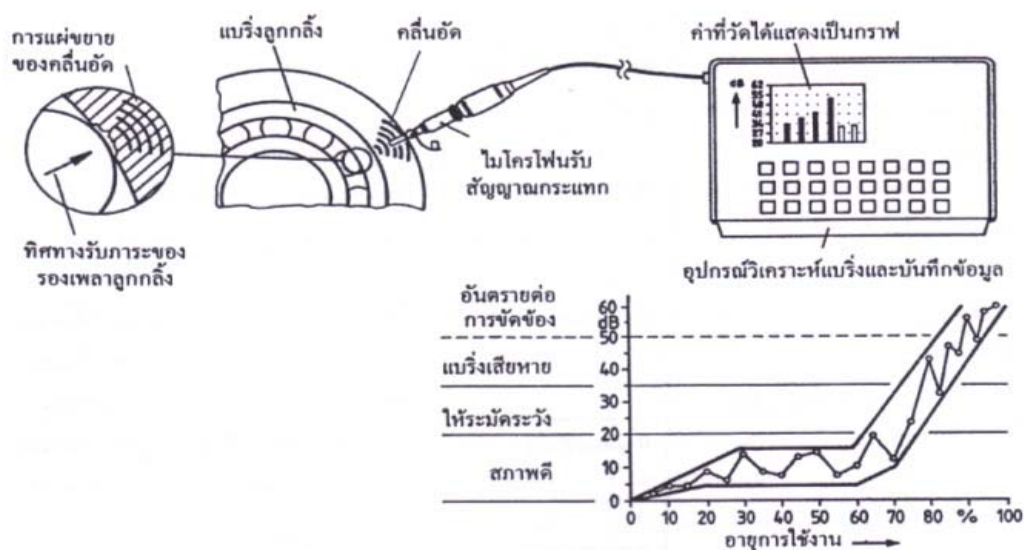 การแผ่ขยาย
ของคลื่นอัด
แบริ่งลูกกลิ้ง
คลื่นอัด
ค่าที่วัดได้แสดงเป็นกราฟ
dB
ไมโครโฟนรับ
สัญญาณกระแทก
ทิศทางรับภาระของ
รองเพลาลูกกลิ้ง
อุปกรณ์วิเคราะห์แบริ่งและบันทึกข้อมูล
อันตรายต่อ
การขัดข้อง
แบริ่งเสียหาย
ให้ระมัดระวัง
สภาพดี
60
dB
50
40
30
20
10
0
0 10 20 30 40 50 60 70 80 % 100
อายุการใช้งาน